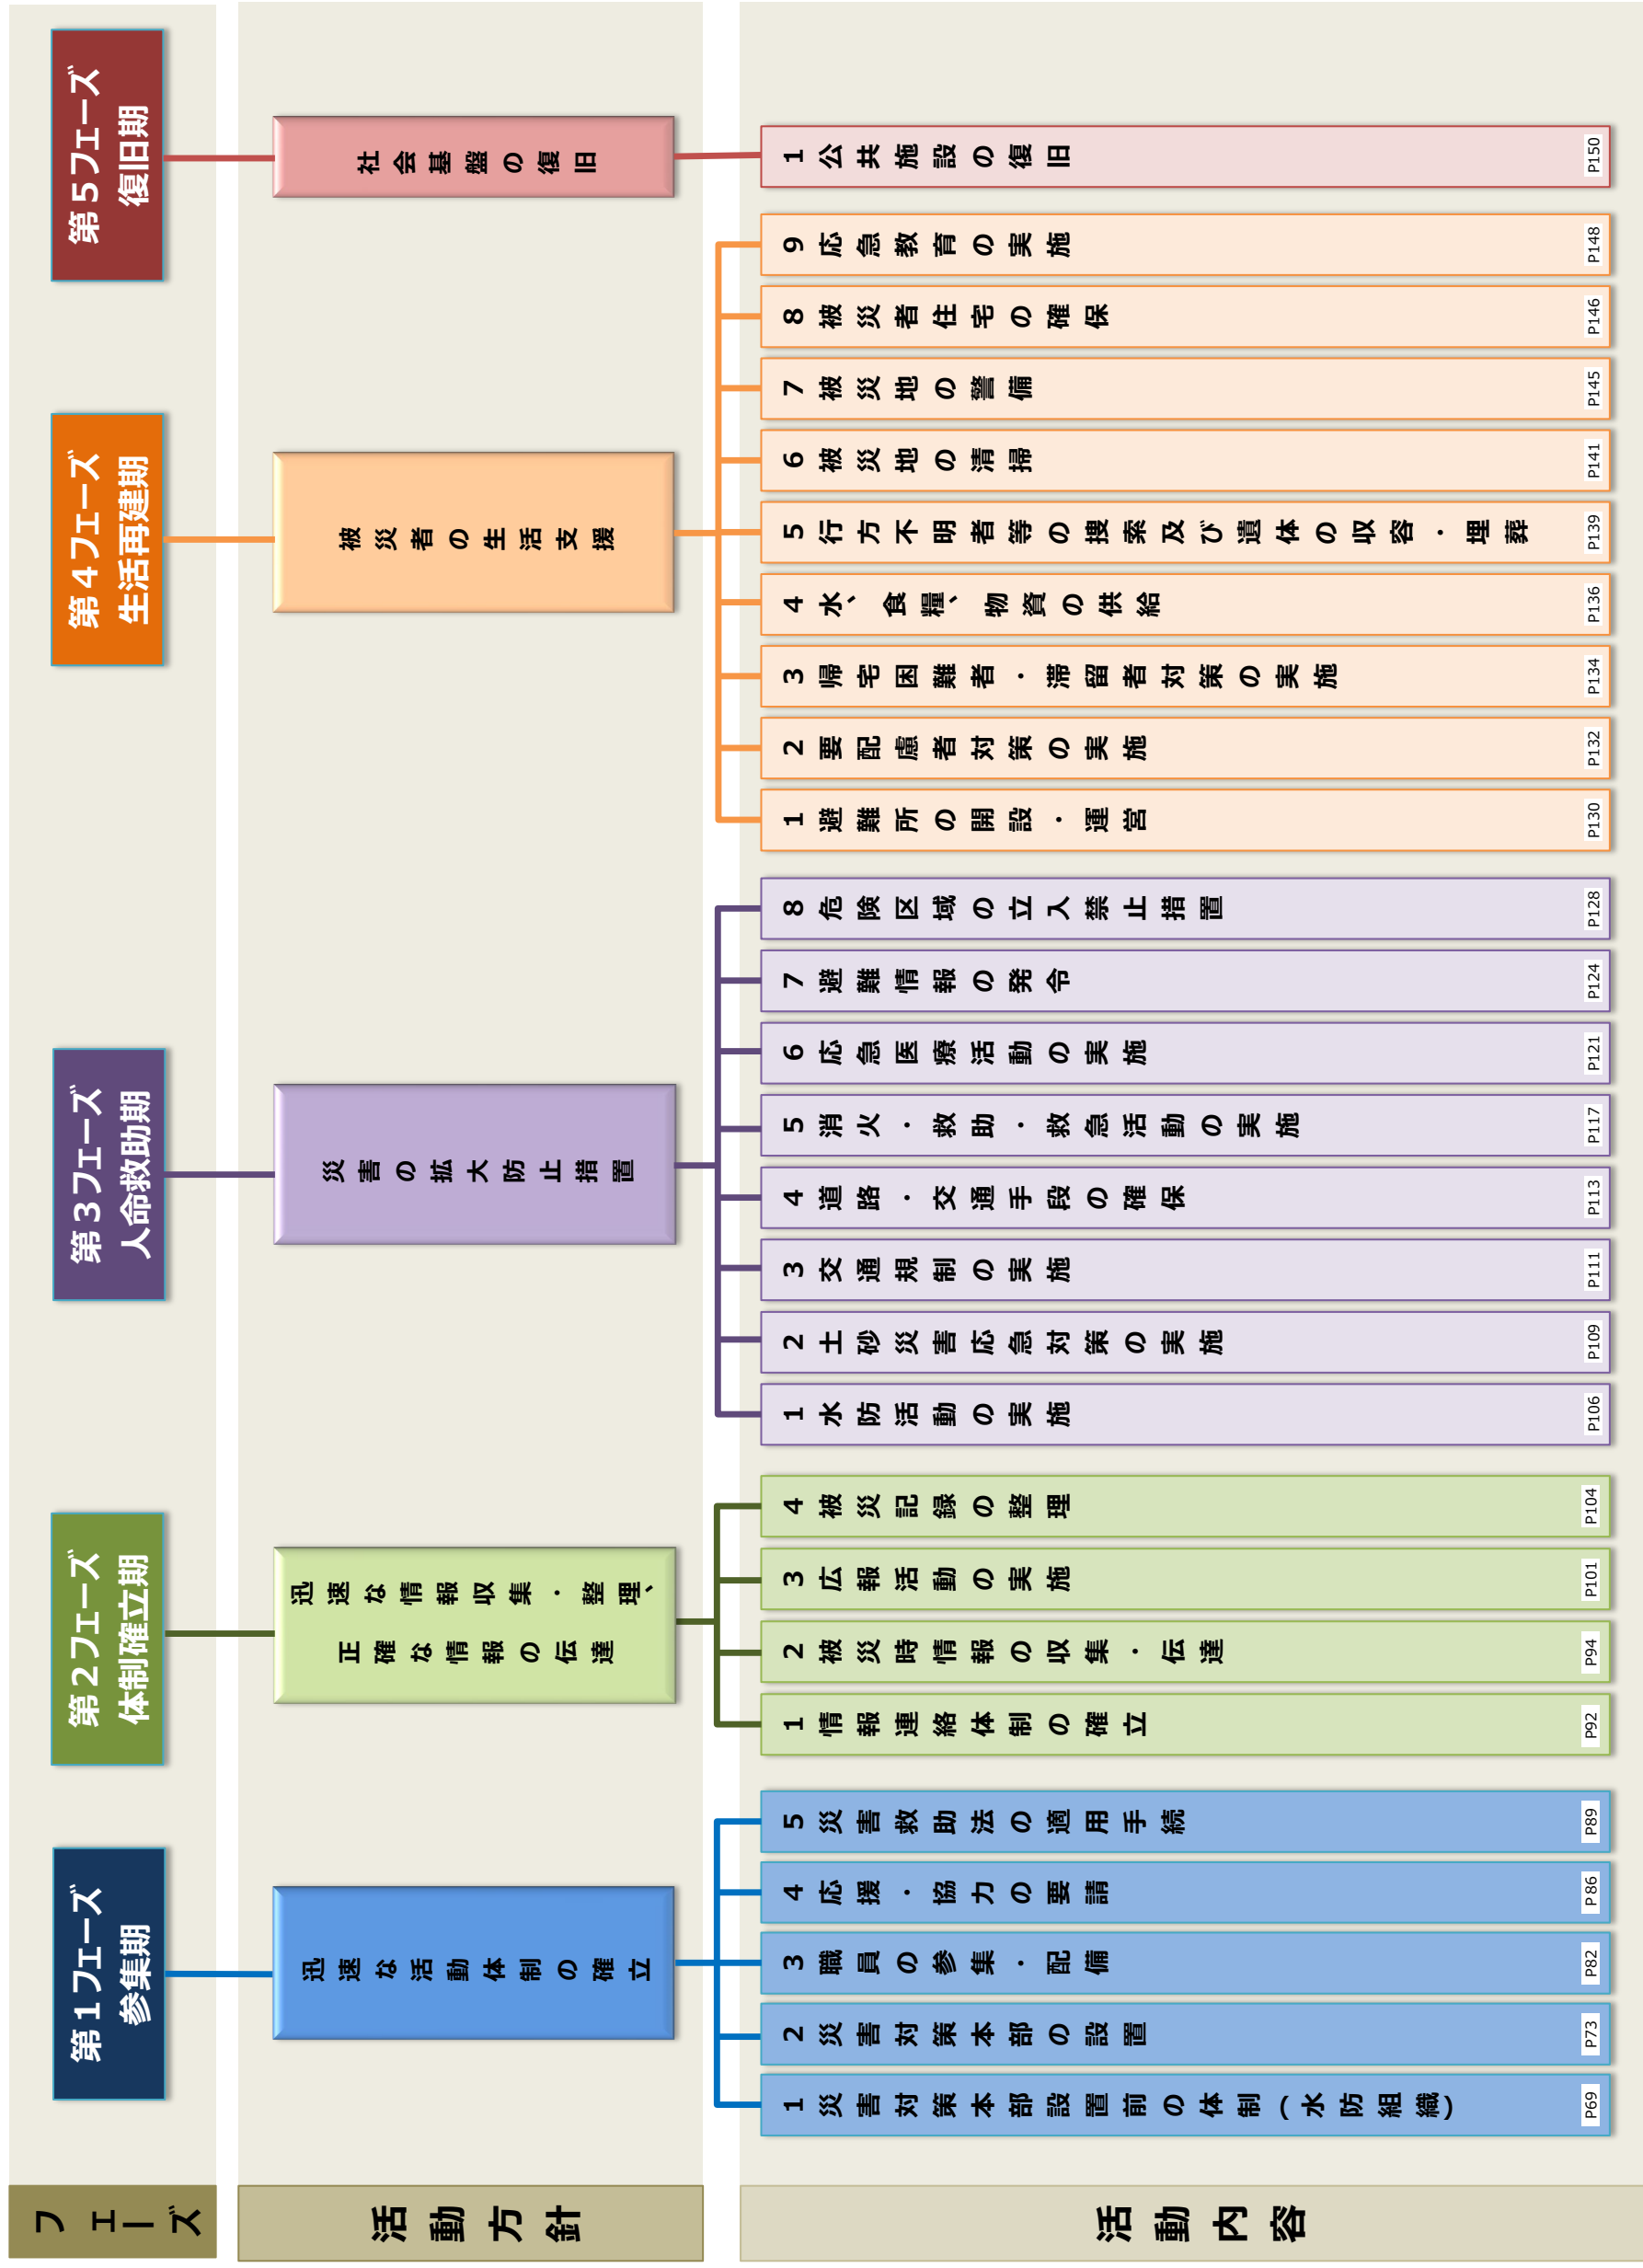 フェーズ
活動方針
活動内容
第１フェーズ
参集期
迅速な活動体制の確立
1 災害対策本部設置前の体制(水防組織) P69
2 災害対策本部の設置 P73
3 職員の参集・配備 P82
4 応援・協力の要請 P 86
5 災害救助法の適用手続 P89
第２フェーズ
体制確立期
迅速な情報収集・整理、
正確な情報の伝達
1 情報連絡体制の確立 P92
2 被災時情報の収集・伝達 P94
3 広報活動の実施 P101
4 被災記録の整理 P104
第３フェーズ
人命救助期
災害の拡大防止措置
1 水防活動の実施 P106
2 土砂災害応急対策の実施 P109
3 交通規制の実施 P111
4 道路・交通手段の確保 P113
5 消火・救助・救急活動の実施 P117
6 応急医療活動の実施 P121
7 避難情報の発令 P124
8 危険区域の立入禁止措置 P128
第４フェーズ
生活再建期
被災者の生活支援
1 避難所の開設・運営 P130
2 要配慮者対策の実施 P132
3 帰宅困難者・滞留者対策の実施 P134
4 水、食糧、物資の供給 P136
5 行方不明者等の捜索及び遺体の収容・埋葬 P139
6 被災地の清掃 P141
7 被災地の警備 P145
8 被災者住宅の確保 P146
9 応急教育の実施 P148
第５フェーズ
復旧期
社会基盤の復旧
1 公共施設の復旧 P150